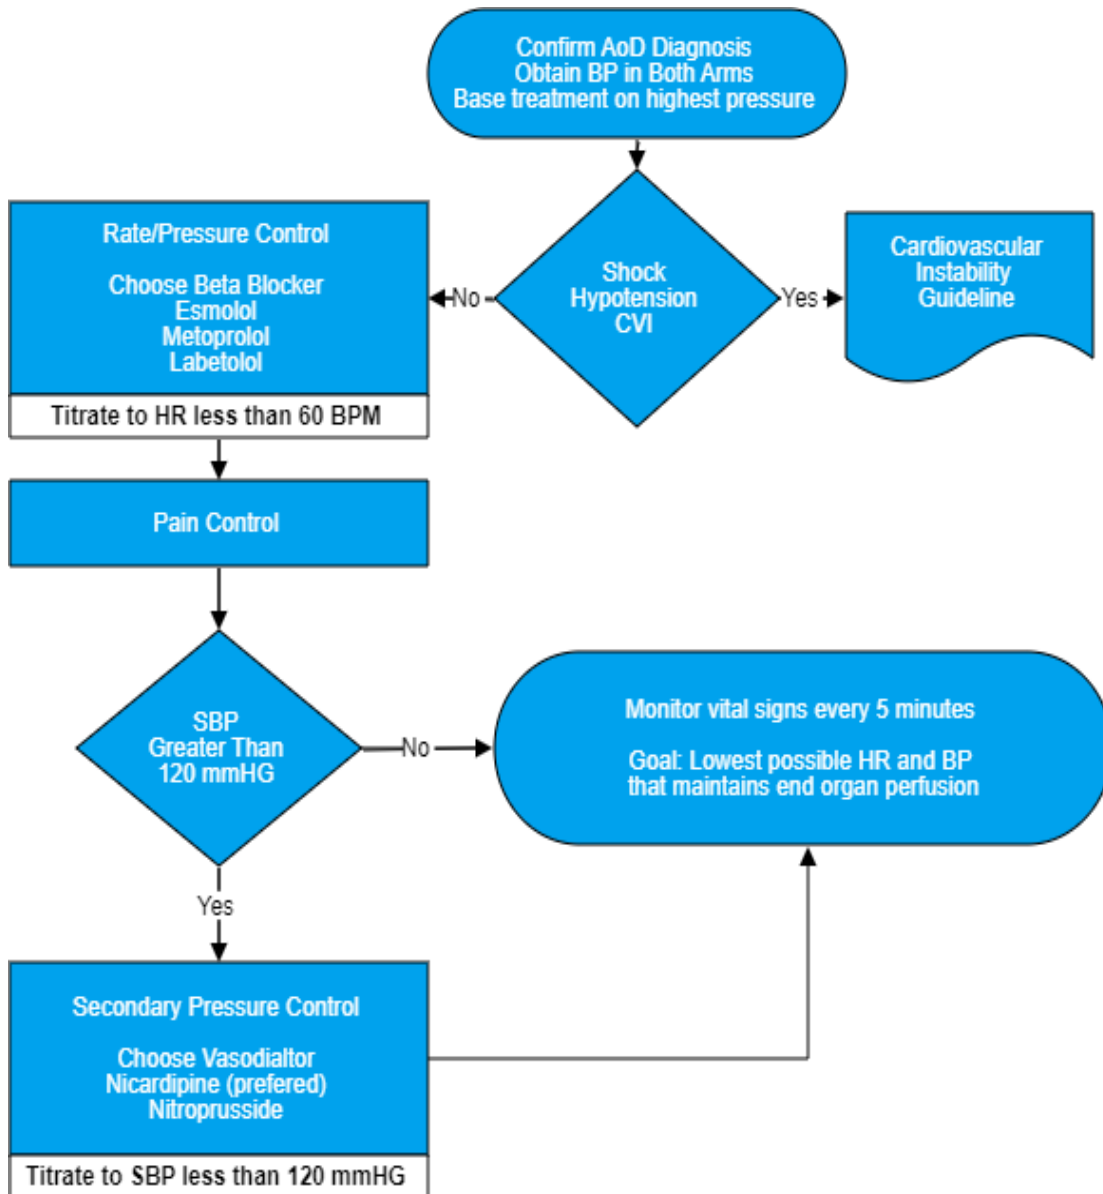 Confirm AoD Diagnosis
Obtain BP in Both Arms
Base treatment on highest pressure
Shock
Hypotension
CVI
No
Yes
Cardiovascular
Instability
Guideline
Rate/Pressure Control
Choose Beta Blocker
Esmolol
Metoprolol
Labetolol
Titrate to HR less than 60 BPM
Pain Control
SBP
Greater Than
120 mmHG
No
Monitor vital signs every 5 minutes
Goal: Lowest possible HR and BP
that maintains end organ perfusion
Yes
Secondary Pressure Control
Choose Vasodialtor
Nicardipine (prefered)
Nitroprusside
Titrate to SBP less than 120 mmHG